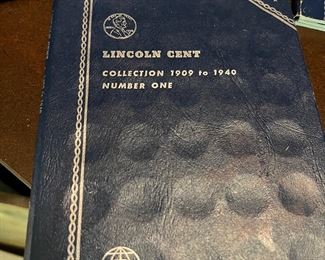 LINCOLN CENT
COLLECTION 1909 to 1940
NUMBER ONE